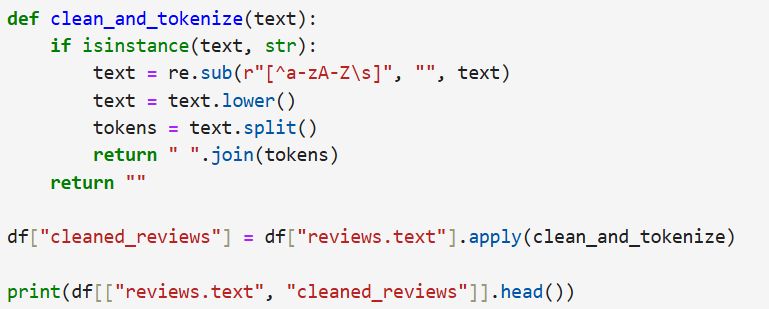 def clean_and_tokenize(text):
    if isinstance(text, str):
        text = re.sub(r"[^a-zA-Z\s]", "", text)
        text = text.lower()
        tokens = text.split()
        return " ".join(tokens)
    return ""

df["cleaned_reviews"] = df["reviews.text"].apply(clean_and_tokenize)

print(df[["reviews.text", "cleaned_reviews"]].head())